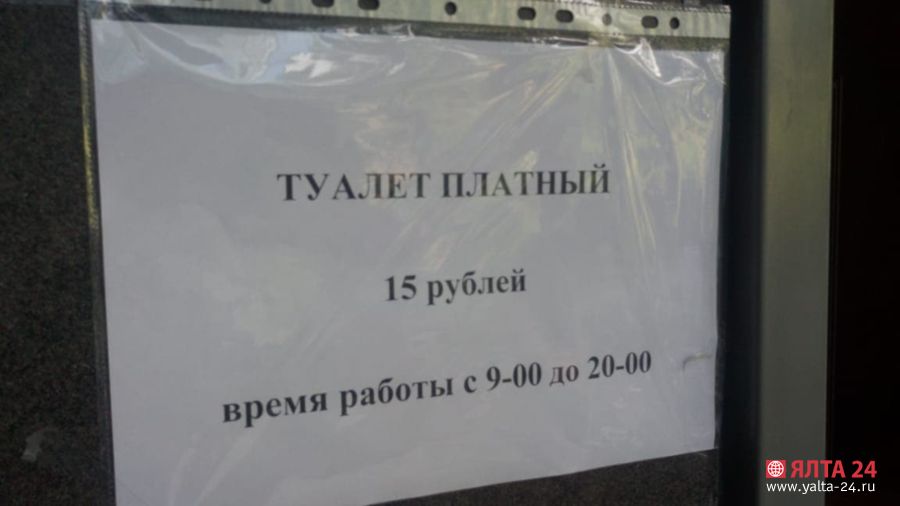 ТУАЛЕТ ПЛАТНЫЙ
15 рублей
время работы с 9-00 до 20-00
ЯЛТА 24
www.yalta-24.ru